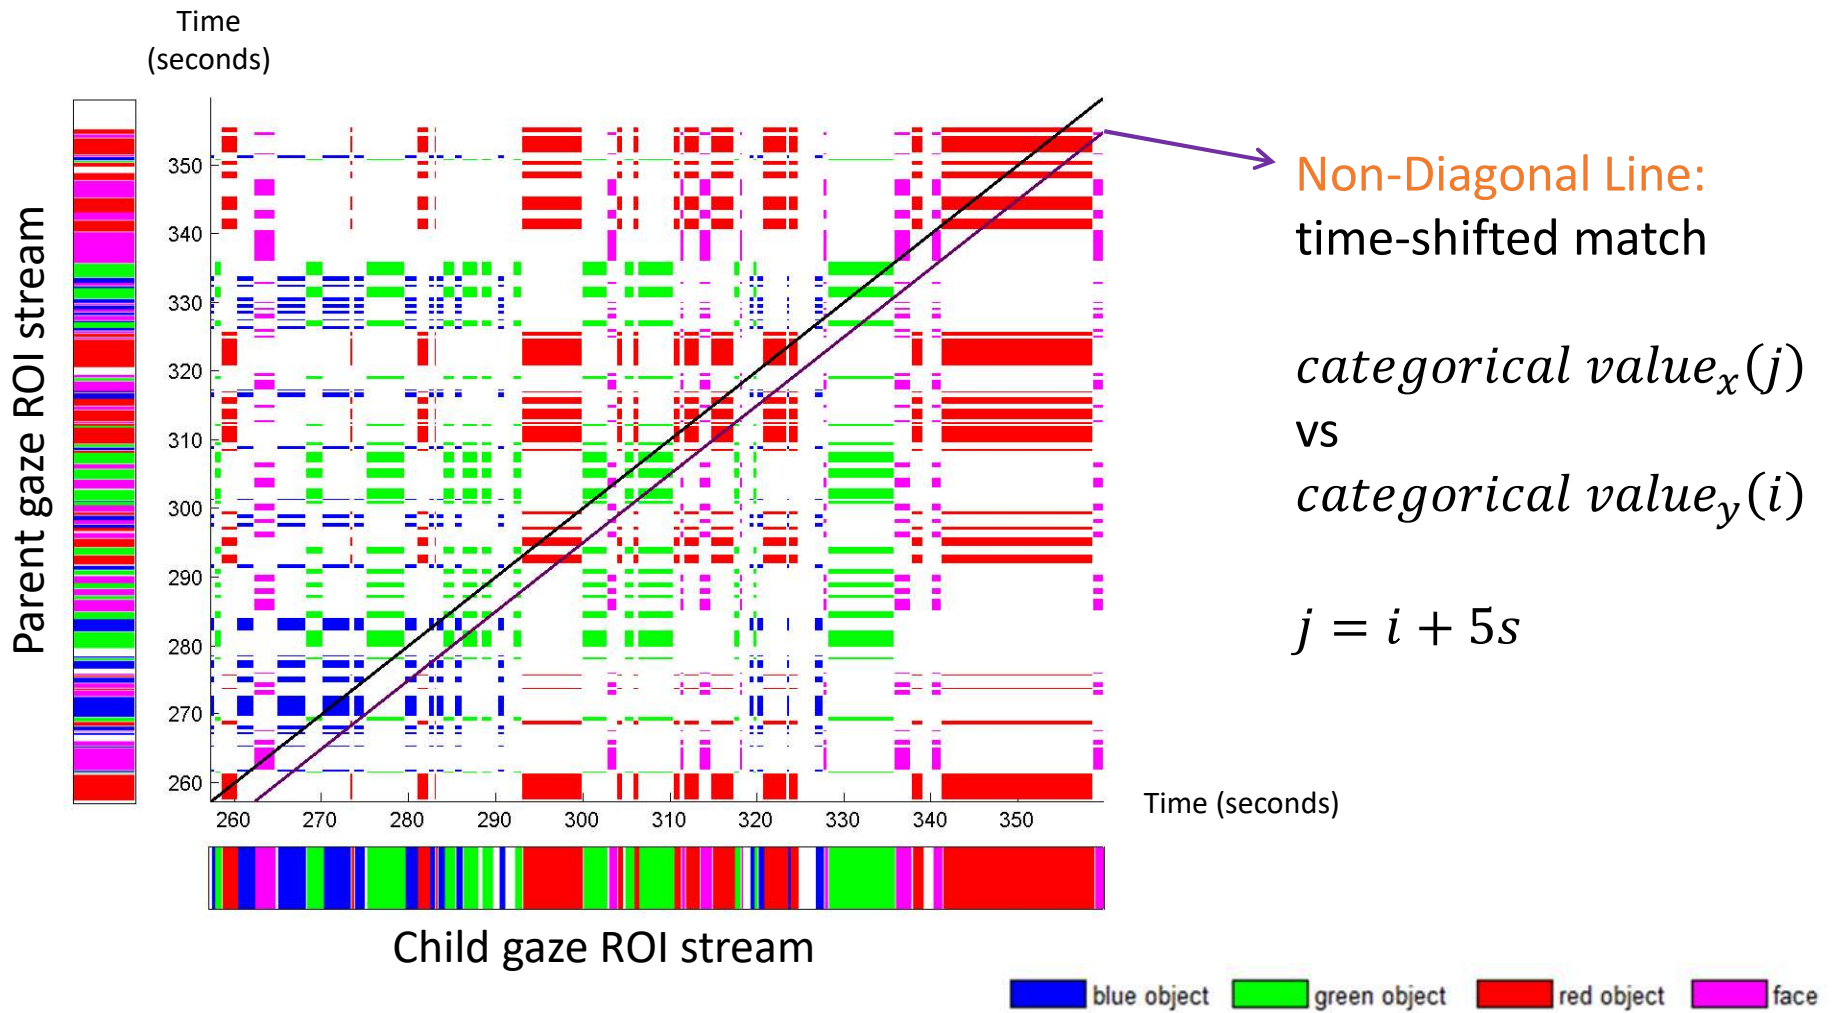 Time
(seconds)
Parent gaze ROI stream
350
340
330
320
310
300
290
280
270
260
260 270 280 290 300 310 320 330 340 350
Time (seconds)
Child gaze ROI stream
Non-Diagonal Line:
time-shifted match
categorical value_x(j)
vs
categorical value_y(i)
j = i + 5s
blue object green object red object face